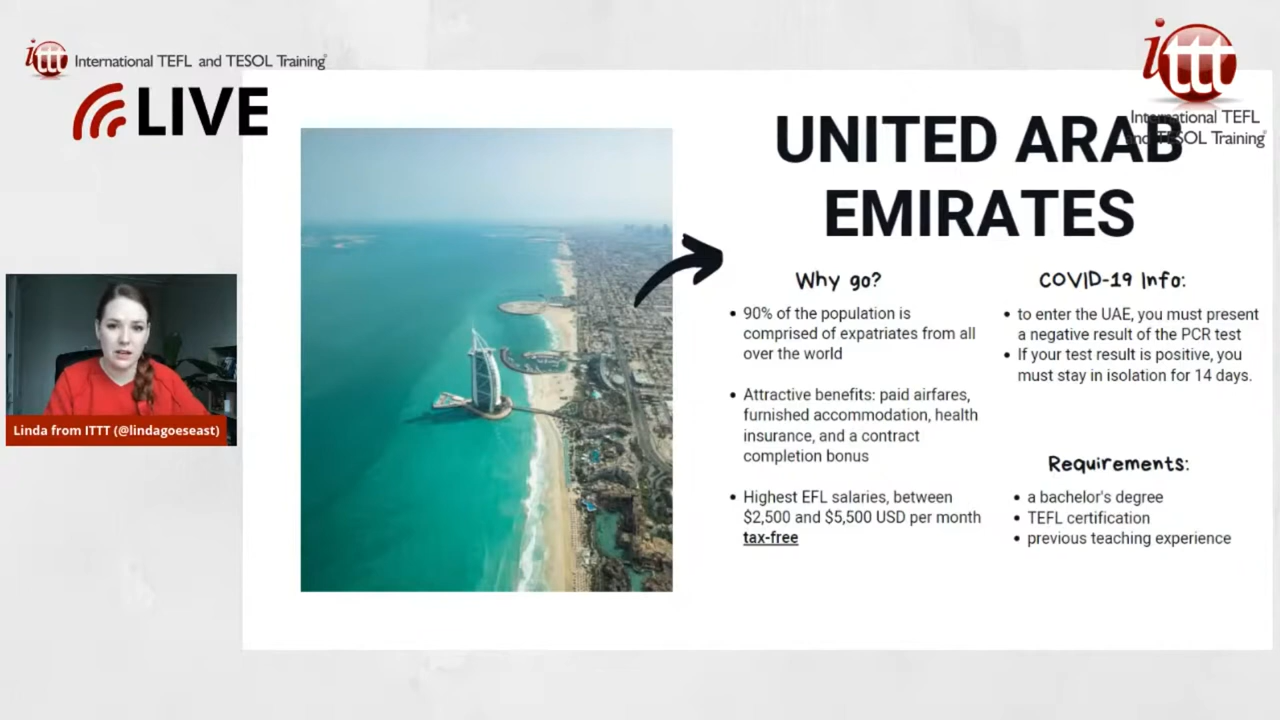 ittt International TEFL and TESOL Training
LIVE
ittt
International TEFL
and TESOL Training
UNITED ARAB
EMIRATES
Why go?
• 90% of the population is
comprised of expatriates from all
over the world
• Attractive benefits: paid airfares,
furnished accommodation, health
insurance, and a contract
completion bonus
• Highest EFL salaries, between
$2,500 and $5,500 USD per month
tax-free
COVID-19 Info:
• to enter the UAE, you must present
a negative result of the PCR test
• If your test result is positive, you
must stay in isolation for 14 days.
Requirements:
• a bachelor's degree
• TEFL certification
• previous teaching experience
Linda from ITTT (@lindagoeseast)